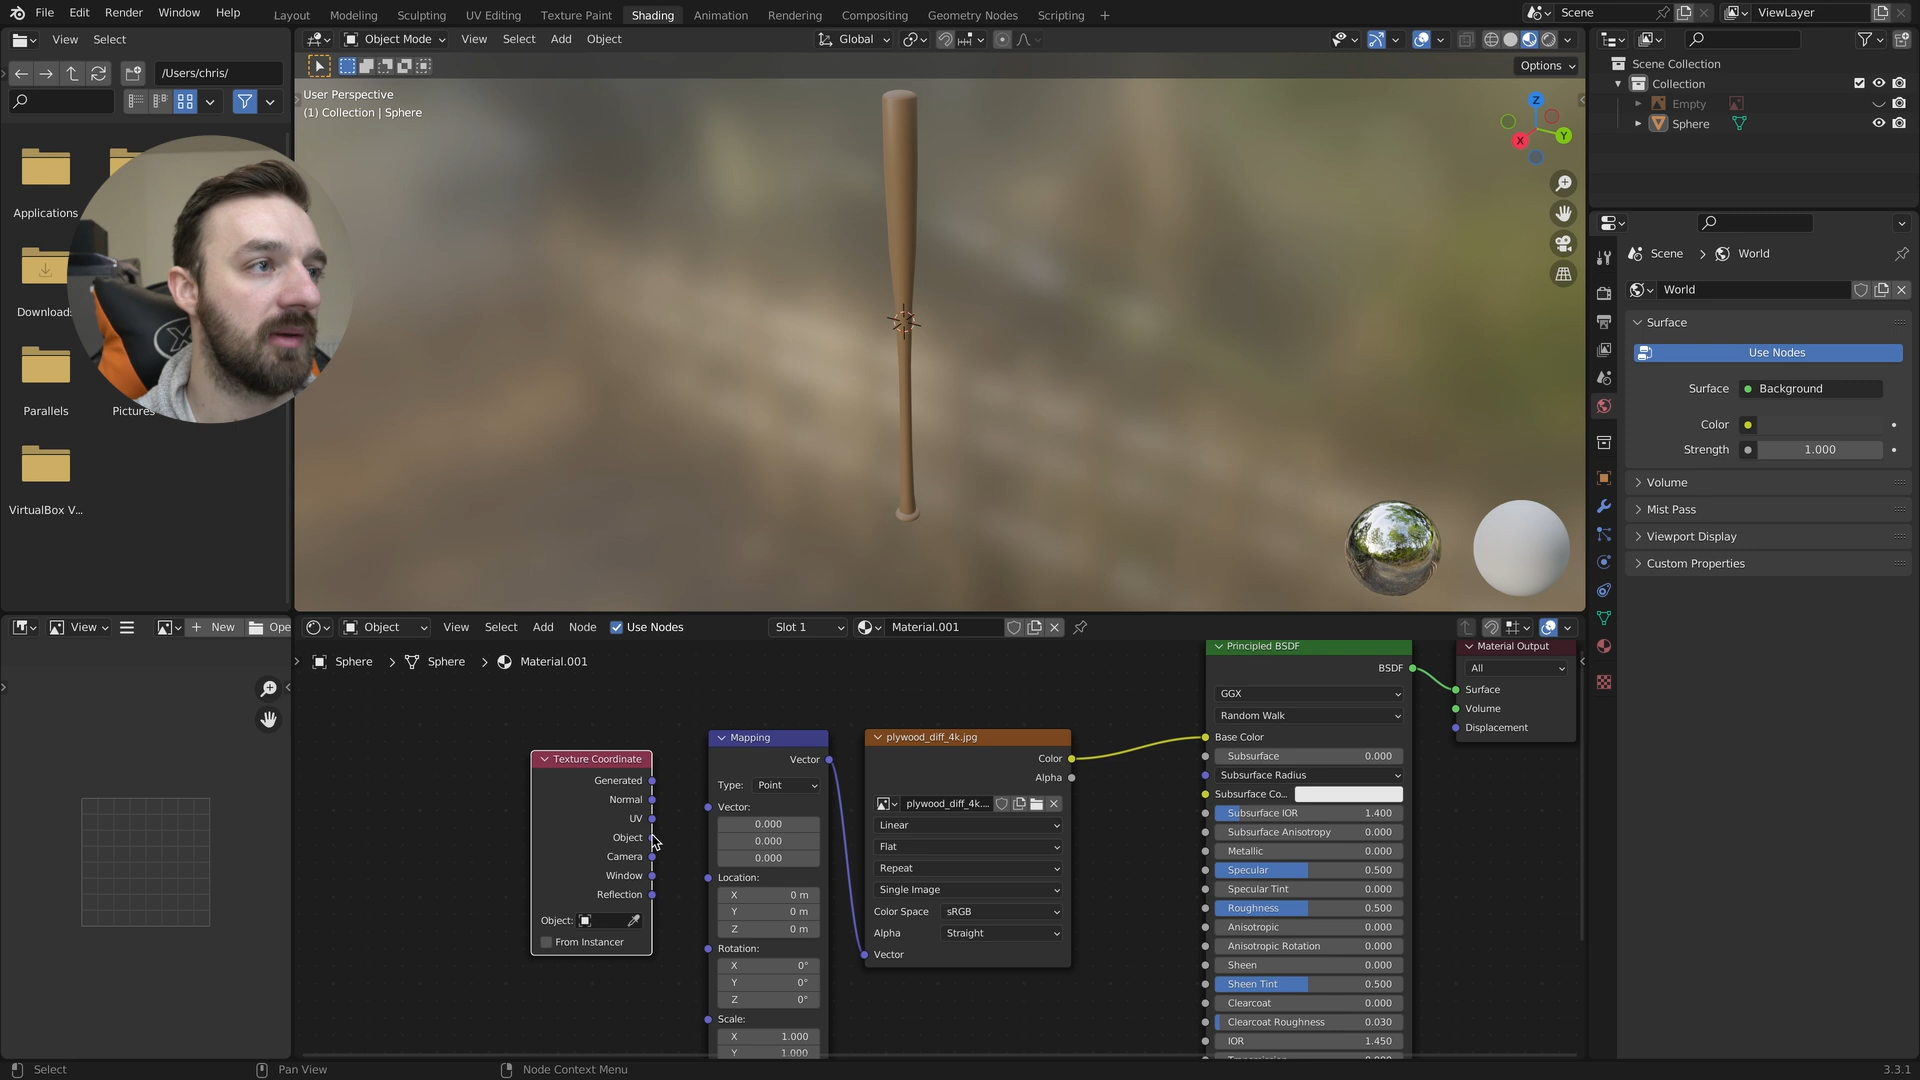 File Edit Render Window Help
Layout Modeling Sculpting UV Editing Texture Paint Shading Animation Rendering Compositing Geometry Nodes Scripting +
Scene ViewLayer
View Select
/Users/chris/
Applications
Download
Parallels Pictures
VirtualBox V...
Object Mode View Select Add Object Global
Options
User Perspective
(1) Collection | Sphere
Z
Y
X
Scene Collection
Collection
Empty
Sphere
Scene > World
World
Surface
Use Nodes
Surface Background
Color
Strength 1.000
Volume
Mist Pass
Viewport Display
Custom Properties
View + New Ope
Object View Select Add Node Use Nodes Slot 1 Material.001
Sphere > Sphere > Material.001
Texture Coordinate
Generated
Normal
UV
Object
Camera
Window
Reflection
Object:
From Instancer
Mapping
Vector
Type: Point
Vector:
0.000
0.000
0.000
Location:
X 0 m
Y 0 m
Z 0 m
Rotation:
X 0°
Y 0°
Z 0°
Scale:
X 1.000
Y 1.000
plywood_diff_4k.jpg
Color
Alpha
plywood_diff_4k....
Linear
Flat
Repeat
Single Image
Color Space sRGB
Alpha Straight
Vector
Principled BSDF
BSDF
GGX
Random Walk
Base Color
Subsurface 0.000
Subsurface Radius
Subsurface Co...
Subsurface IOR 1.400
Subsurface Anisotropy 0.000
Metallic 0.000
Specular 0.500
Specular Tint 0.000
Roughness 0.500
Anisotropic 0.000
Anisotropic Rotation 0.000
Sheen 0.000
Sheen Tint 0.500
Clearcoat 0.000
Clearcoat Roughness 0.030
IOR 1.450
Material Output
All
Surface
Volume
Displacement
Select Pan View Node Context Menu 3.3.1